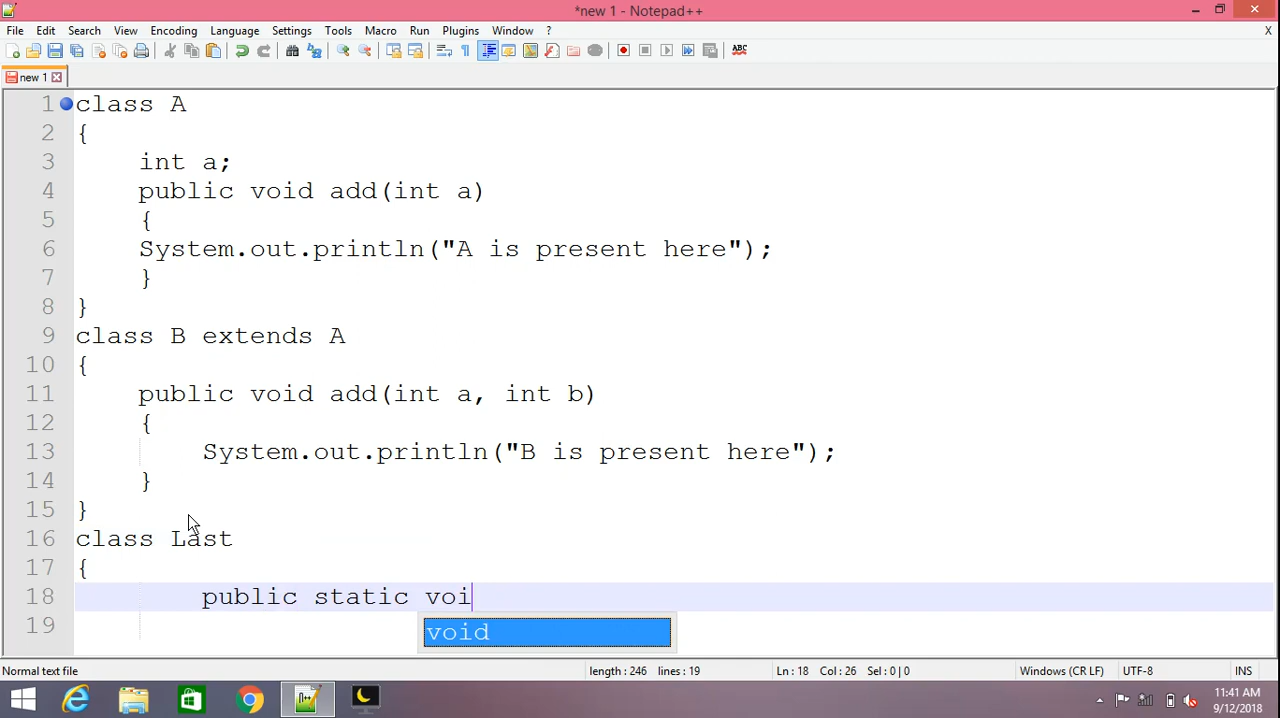 *new 1 - Notepad++
File Edit Search View Encoding Language Settings Tools Macro Run Plugins Window ? X
ABC
new 1
1 class A
2 {
3 int a;
4 public void add(int a)
5 {
6 System.out.println("A is present here");
7 }
8 }
9 class B extends A
10 {
11 public void add(int a, int b)
12 {
13 System.out.println("B is present here");
14 }
15 }
16 class Last
17 {
18 public static voi
void
19
Normal text file length : 246 lines : 19 Ln : 18 Col : 26 Sel : 0 | 0 Windows (CR LF) UTF-8 INS
11:41 AM
9/12/2018